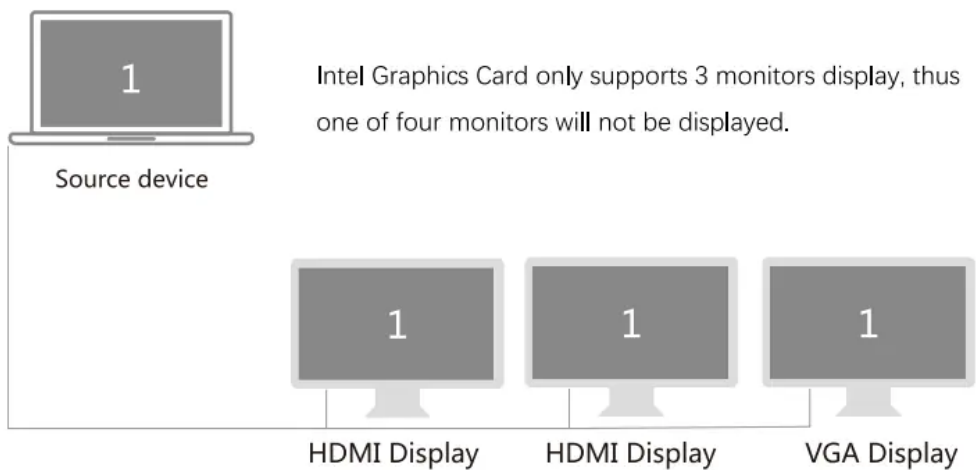 1
Intel Graphics Card only supports 3 monitors display, thus
one of four monitors will not be displayed.
Source device
1
1
1
HDMI Display
HDMI Display
VGA Display